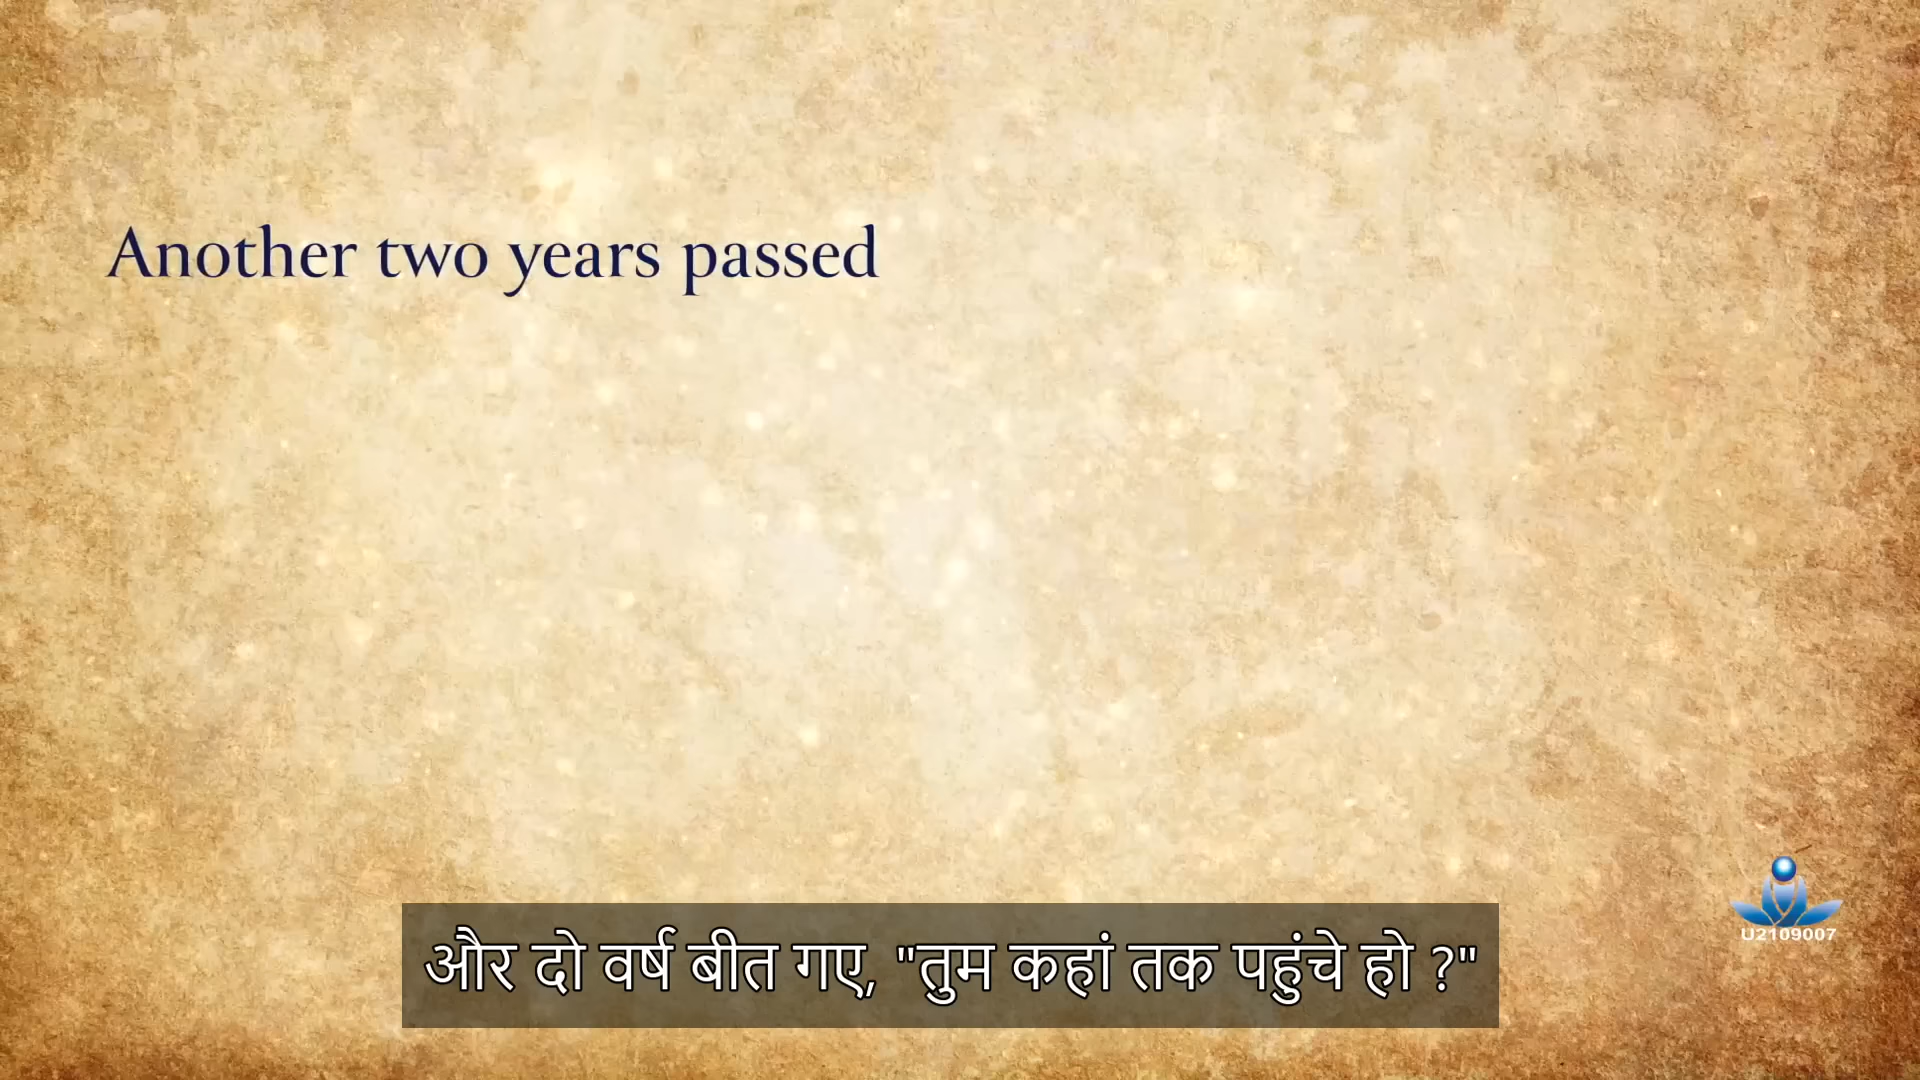 Another two years passed
और दो वर्ष बीत गए, "तुम कहां तक पहुंचे हो ?"
U2109007